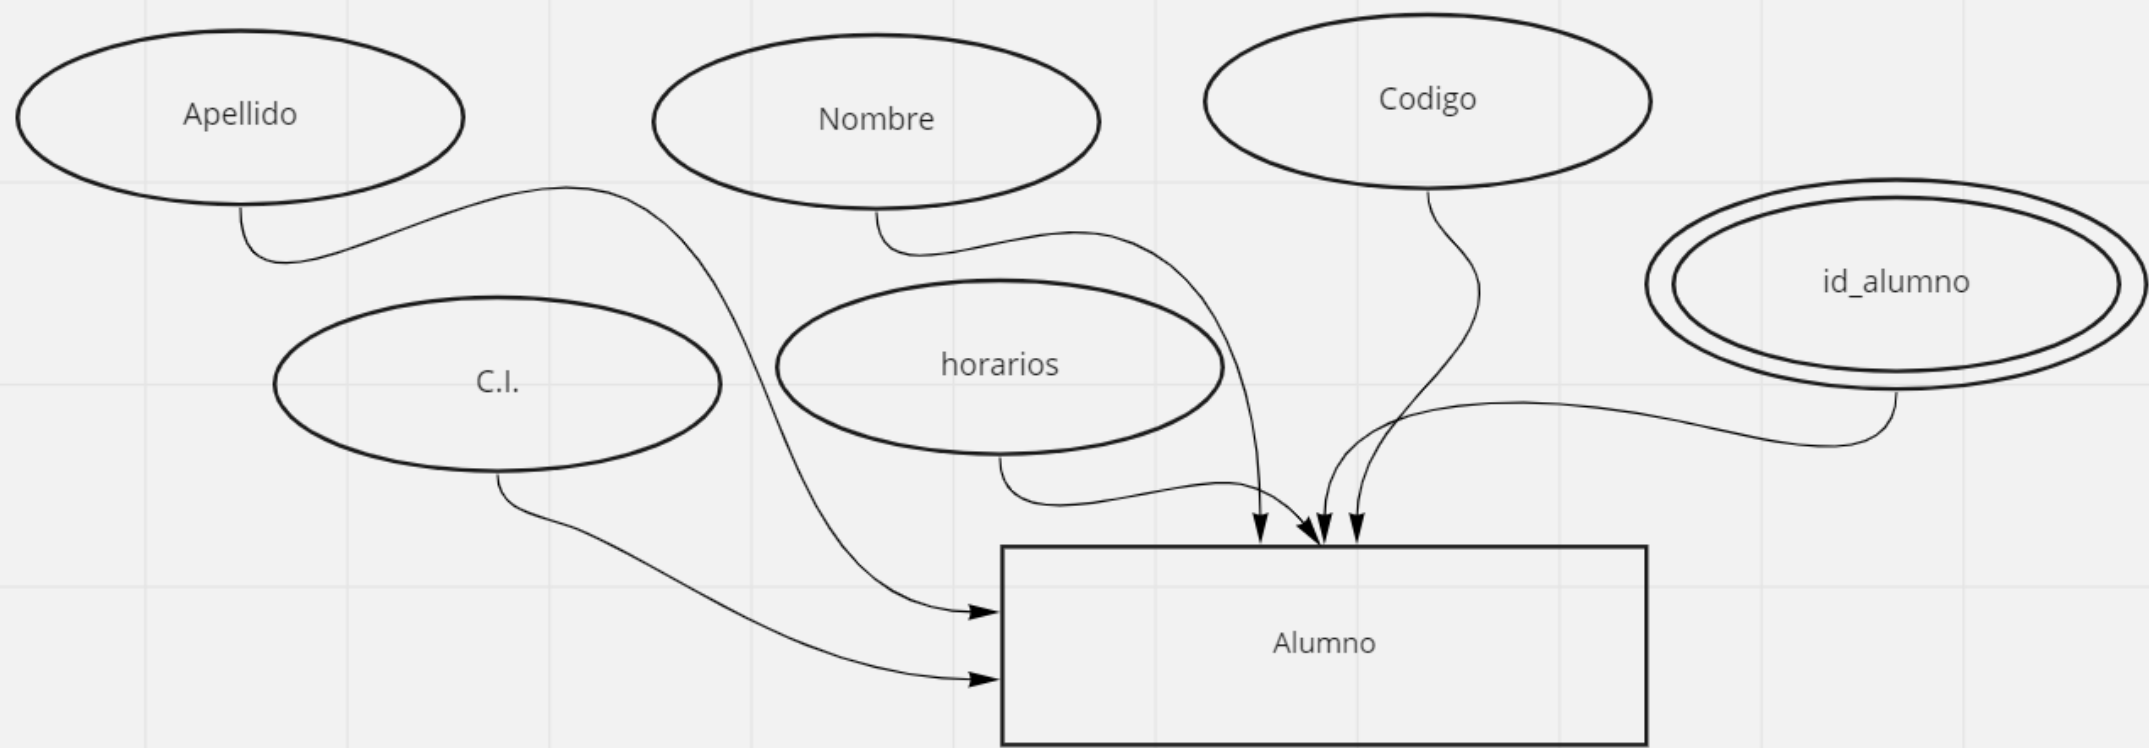 Apellido
Nombre
Codigo
id_alumno
C.I.
horarios
Alumno